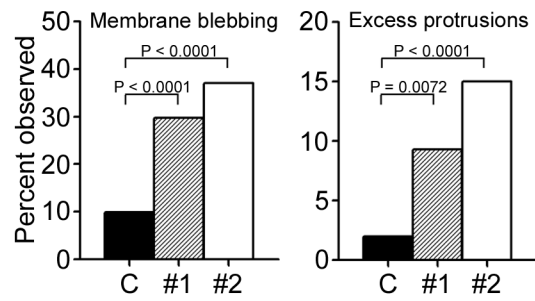 Membrane blebbing
Percent observed
50
40
30
20
10
0
P < 0.0001
P < 0.0001
C #1 #2
Excess protrusions
20
15
10
5
0
P < 0.0001
P = 0.0072
C #1 #2